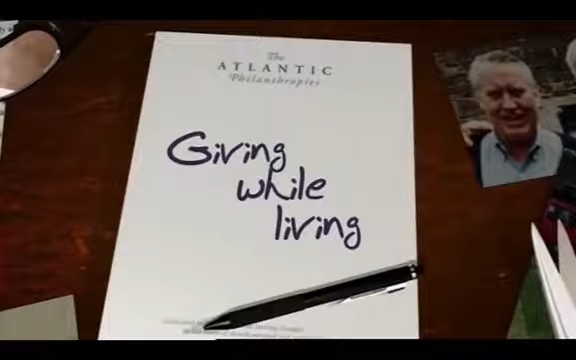 The
ATLANTIC
Philanthropies
Giving
while
living